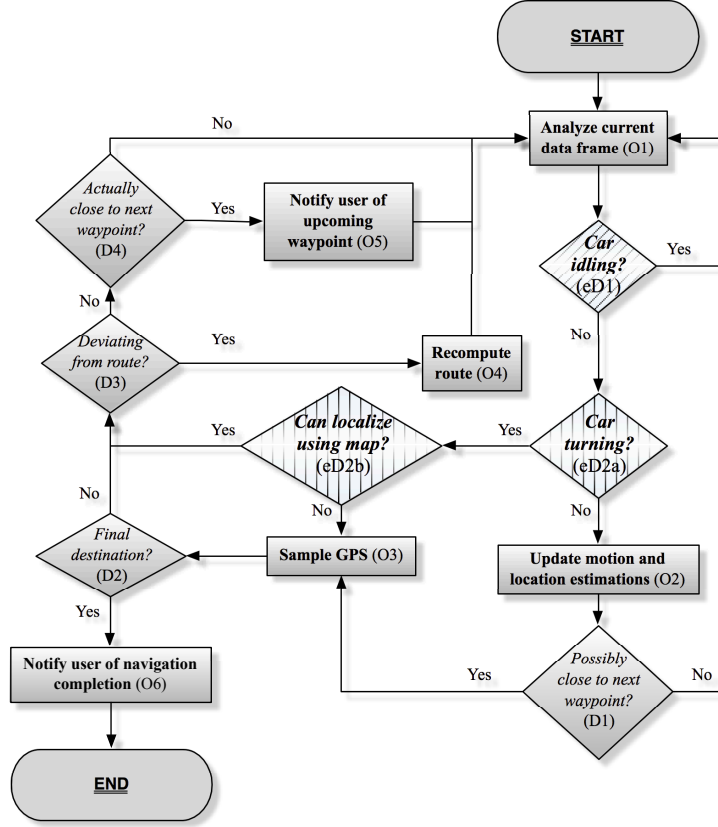 START
Analyze current
data frame (O1)
Car
idling?
(eD1)
Yes
No
Car
turning?
(eD2a)
Yes
No
Update motion and
location estimations (O2)
Possibly
close to next
waypoint?
(D1)
No
Yes
Can localize
using map?
(eD2b)
Yes
No
Sample GPS (O3)
Final
destination?
(D2)
No
Yes
Notify user of navigation
completion (O6)
END
Deviating
from route?
(D3)
Yes
No
Recompute
route (O4)
Actually
close to next
waypoint?
(D4)
No
Yes
Notify user of
upcoming
waypoint (O5)